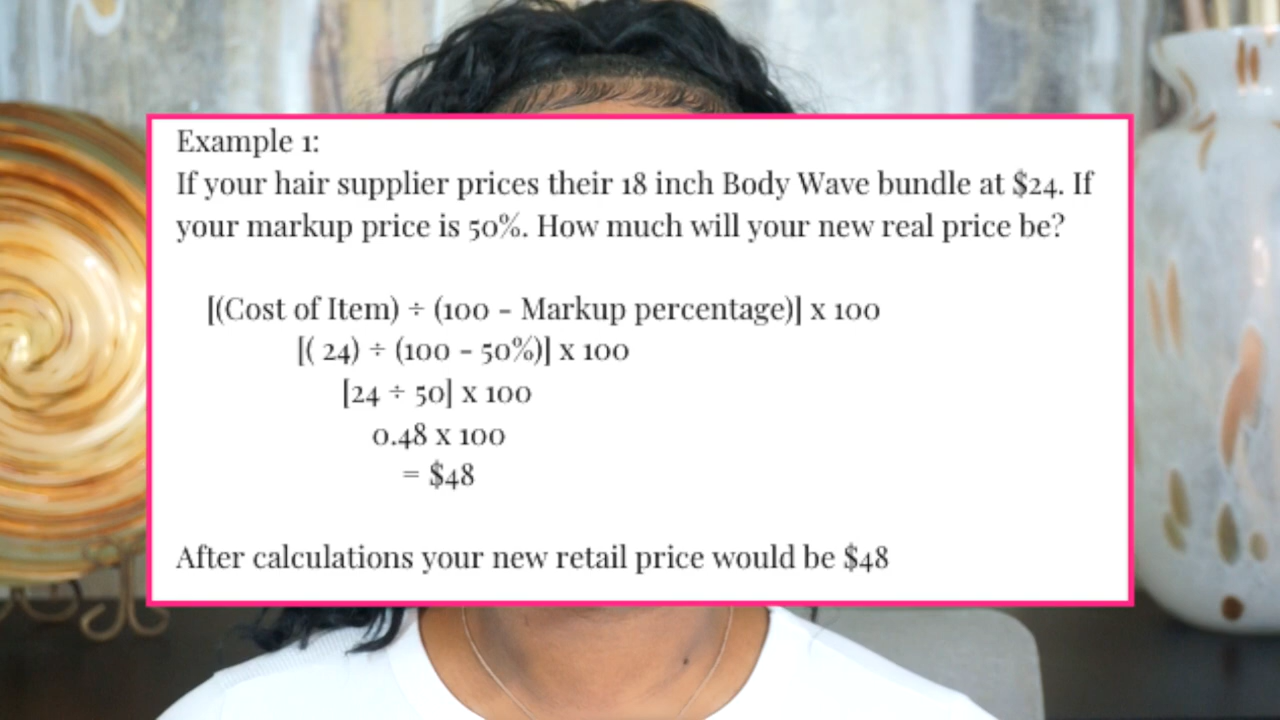 Example 1:
If your hair supplier prices their 18 inch Body Wave bundle at $24. If
your markup price is 50%. How much will your new real price be?
[(Cost of Item) ÷ (100 - Markup percentage)] x 100
[( 24) ÷ (100 - 50%)] x 100
[24 ÷ 50] x 100
0.48 x 100
= $48
After calculations your new retail price would be $48